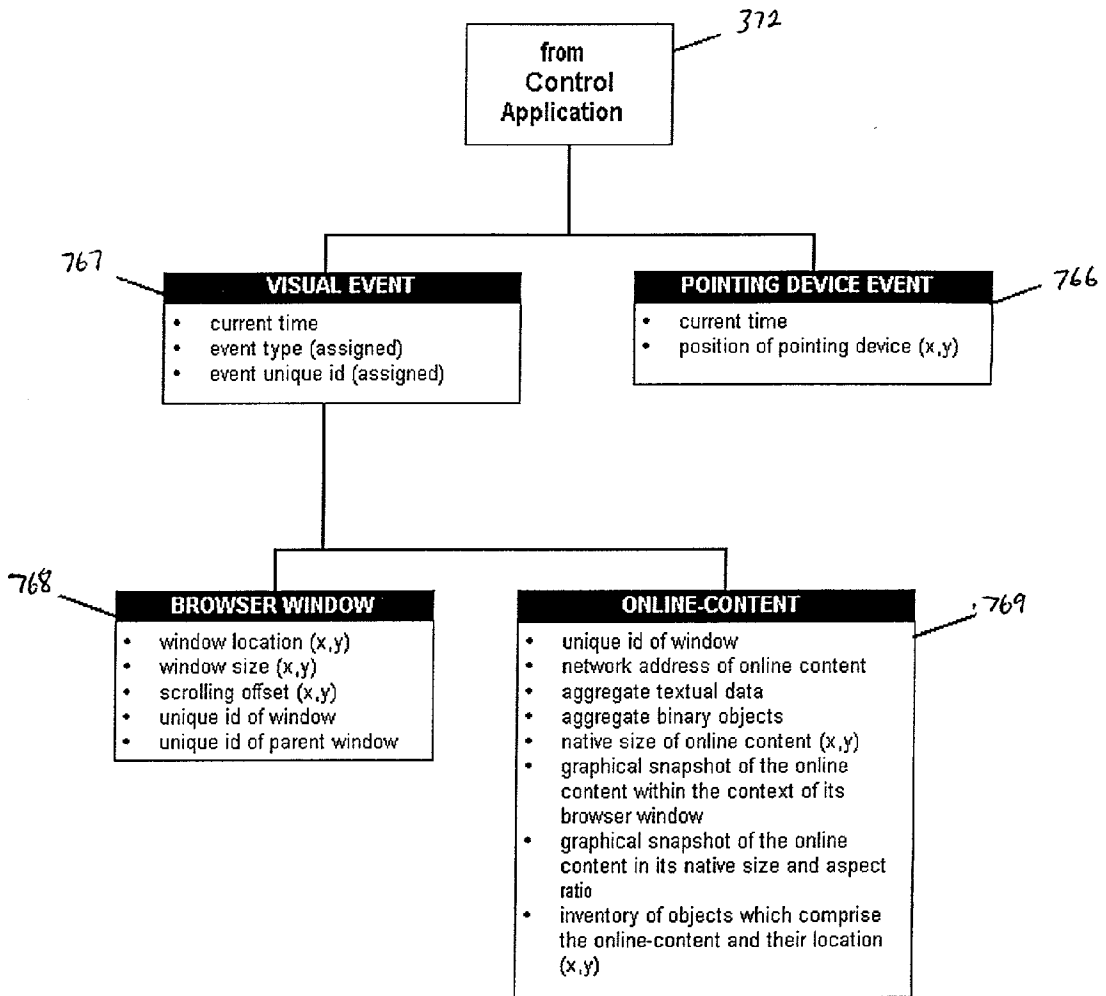 372
from
Control
Application
767
VISUAL EVENT
• current time
• event type (assigned)
• event unique id (assigned)
POINTING DEVICE EVENT
766
• current time
• position of pointing device (x,y)
768
BROWSER WINDOW
• window location (x,y)
• window size (x,y)
• scrolling offset (x,y)
• unique id of window
• unique id of parent window
ONLINE-CONTENT
769
• unique id of window
• network address of online content
• aggregate textual data
• aggregate binary objects
• native size of online content (x,y)
• graphical snapshot of the online
content within the context of its
browser window
• graphical snapshot of the online
content in its native size and aspect
ratio
• inventory of objects which comprise
the online-content and their location
(x,y)